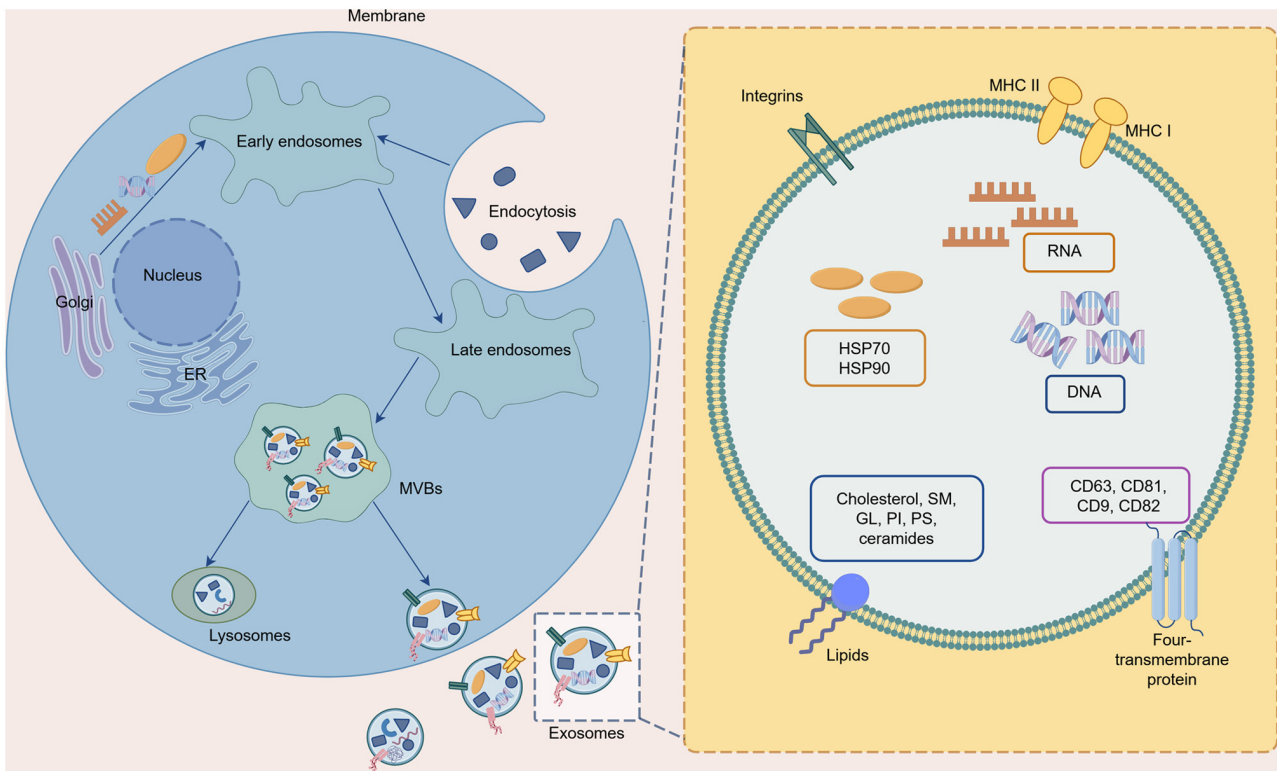 Membrane
Early endosomes
Endocytosis
Nucleus
Golgi
ER
Late endosomes
MVBs
Lysosomes
Exosomes
Integrins
MHC II
MHC I
RNA
HSP70
HSP90
DNA
Cholesterol, SM,
GL, PI, PS,
ceramides
CD63, CD81,
CD9, CD82
Lipids
Four-
transmembrane
protein